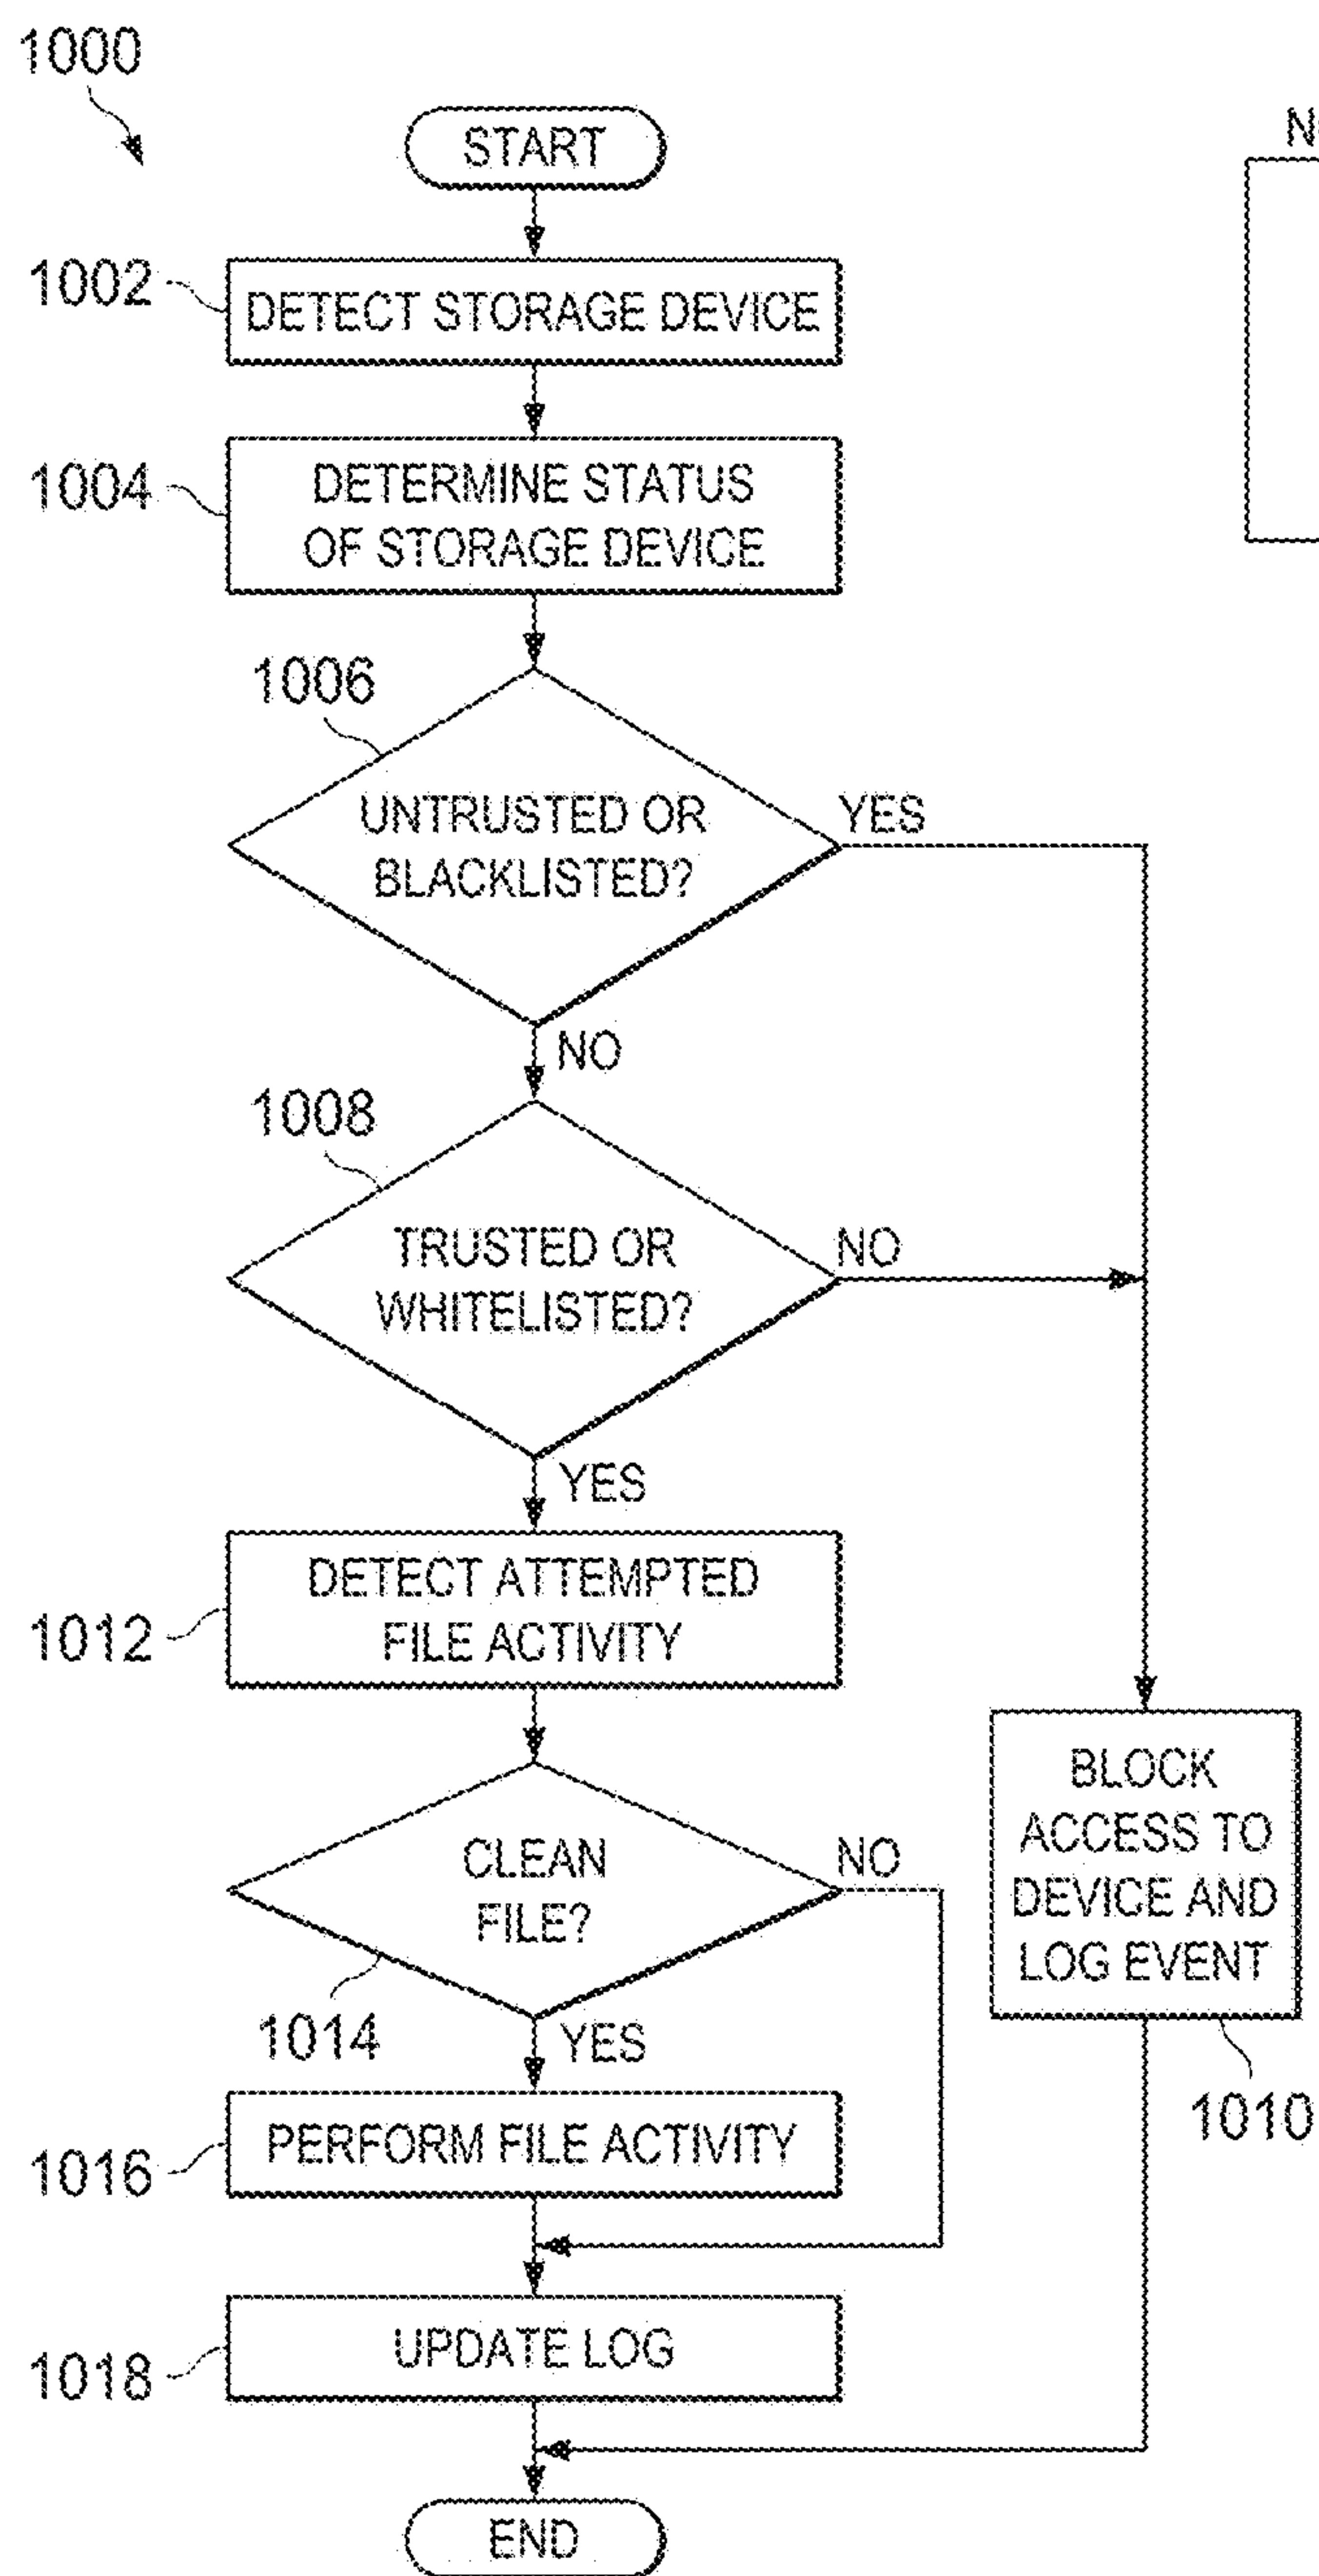 1000
START
1002
DETECT STORAGE DEVICE
1004
DETERMINE STATUS
OF STORAGE DEVICE
1006
UNTRUSTED OR
BLACKLISTED?
YES
NO
1008
TRUSTED OR
WHITELISTED?
NO
YES
1012
DETECT ATTEMPTED
FILE ACTIVITY
CLEAN
FILE?
NO
1014
YES
BLOCK
ACCESS TO
DEVICE AND
LOG EVENT
1010
1016
PERFORM FILE ACTIVITY
1018
UPDATE LOG
END